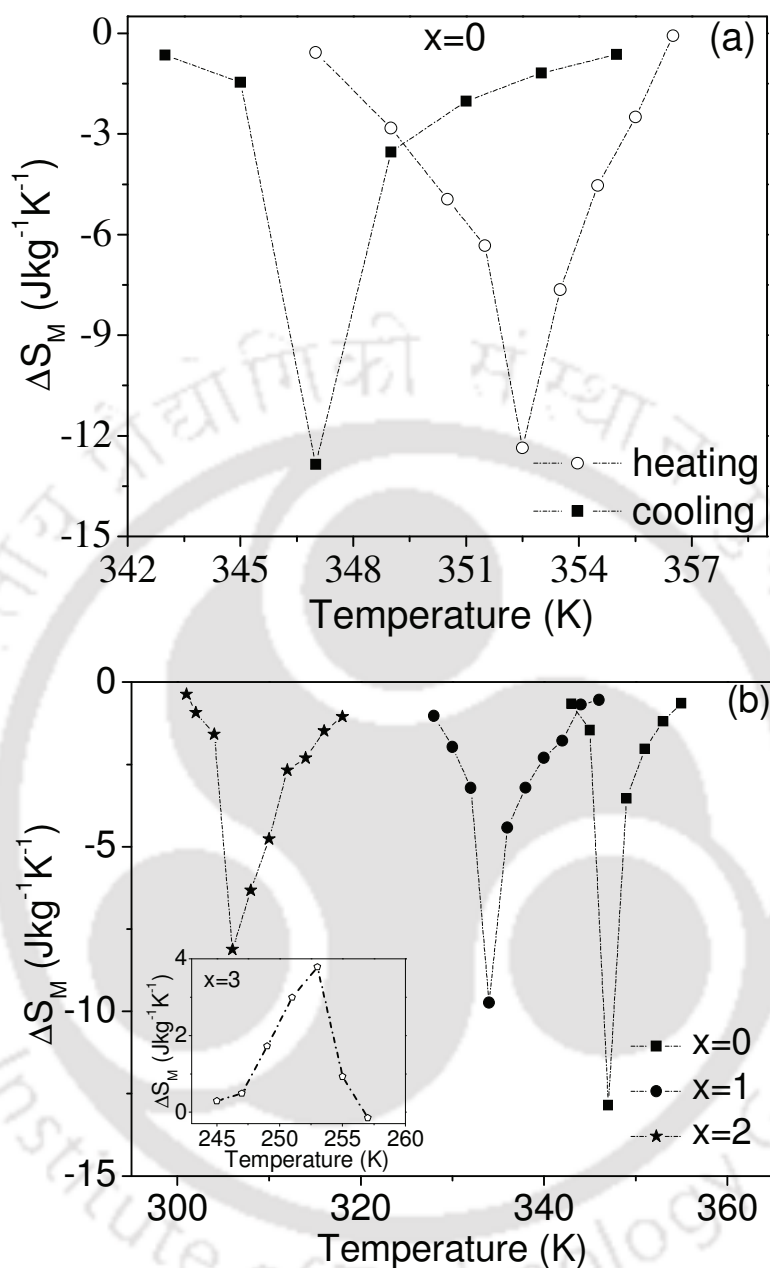 x=0
(a)
0
-3
-6
-9
-12
-15
ΔS_M (Jkg⁻¹K⁻¹)
heating
cooling
342 345 348 351 354 357
Temperature (K)
(b)
0
-5
-10
-15
ΔS_M (Jkg⁻¹K⁻¹)
x=3
4
2
0
ΔS_M (Jkg⁻¹K⁻¹)
245 250 255 260
Temperature (K)
x=0
x=1
x=2
300 320 340 360
Temperature (K)
Institute